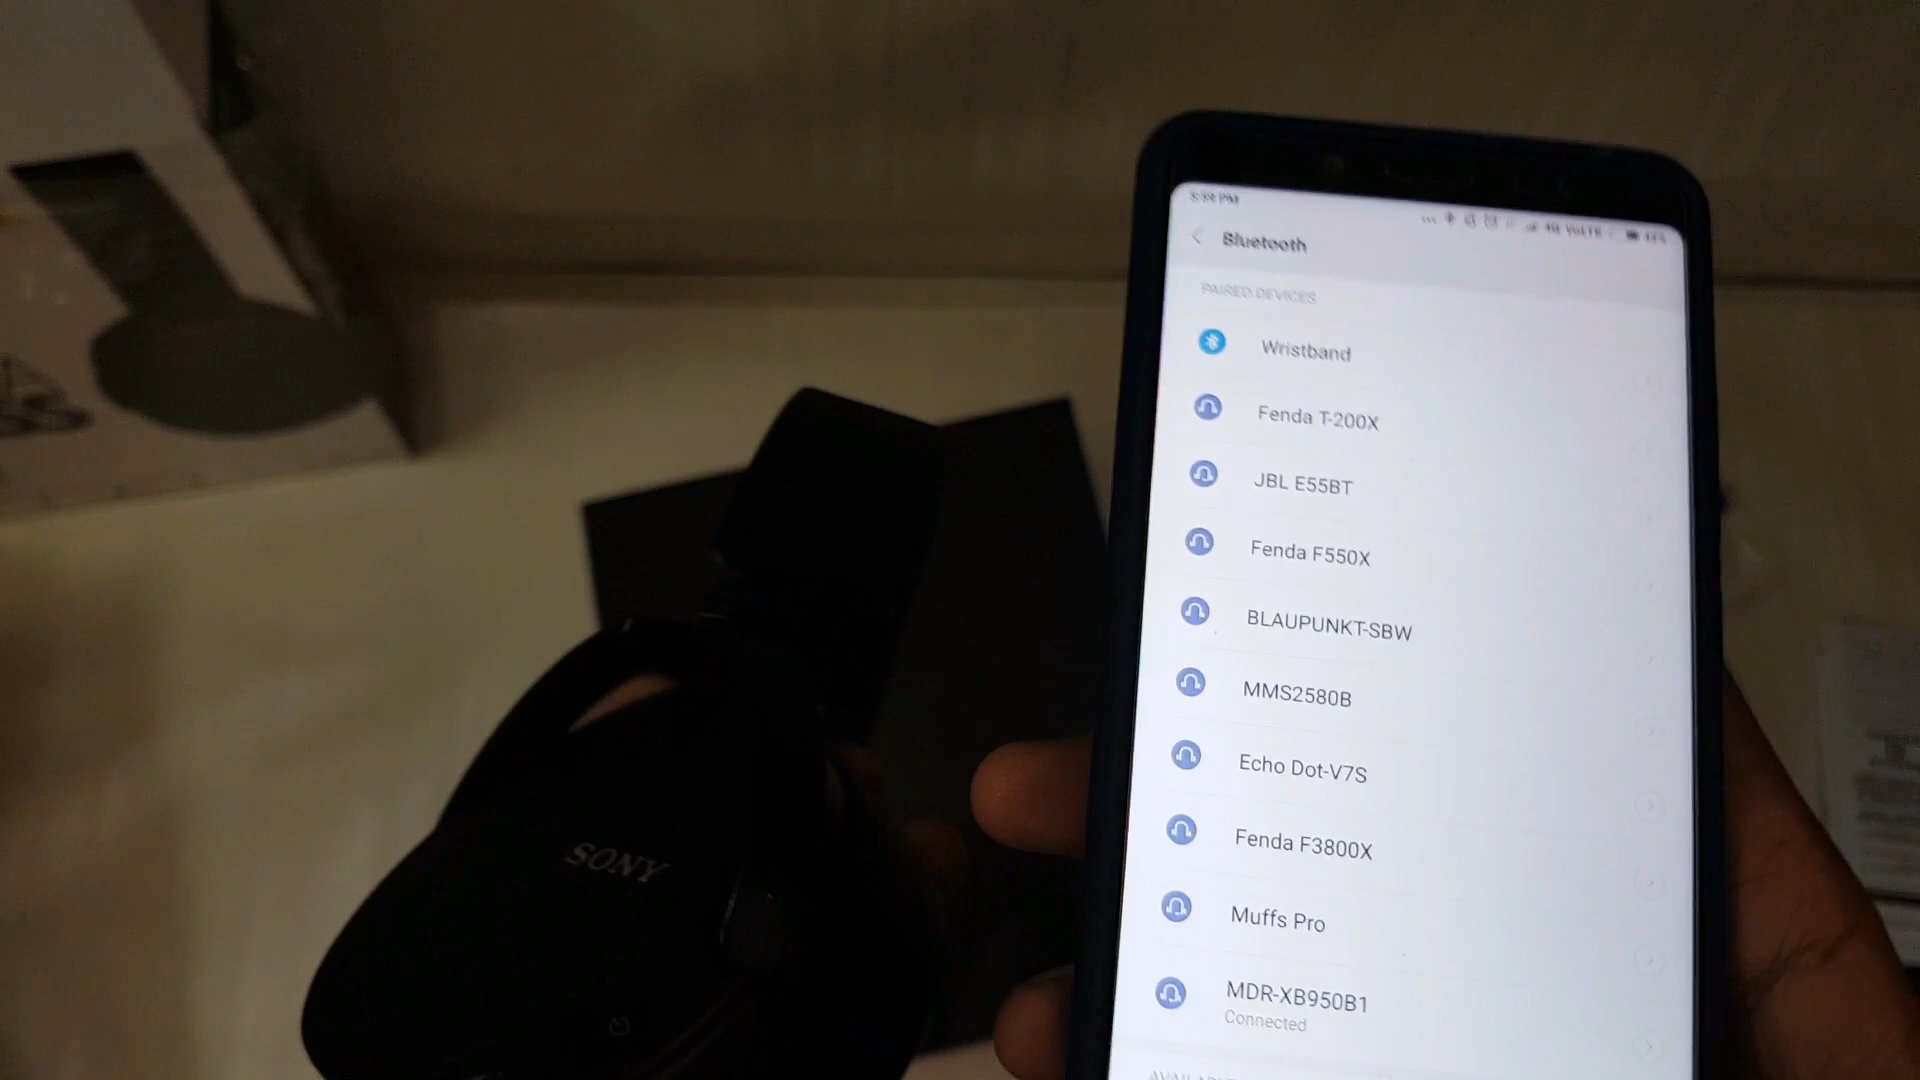 Bluetooth
PAIRED DEVICES
Wristband
Fenda T-200X
JBL E55BT
Fenda F550X
BLAUPUNKT-SBW
MMS2580B
Echo Dot-V7S
Fenda F3800X
Muffs Pro
MDR-XB950B1
Connected
SONY